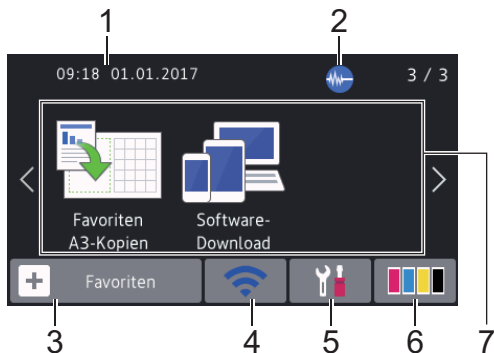 1
2
09:18 01.01.2017
3 / 3
Favoriten
A3-Kopien
Software-
Download
+ Favoriten
3
4
5
6
7